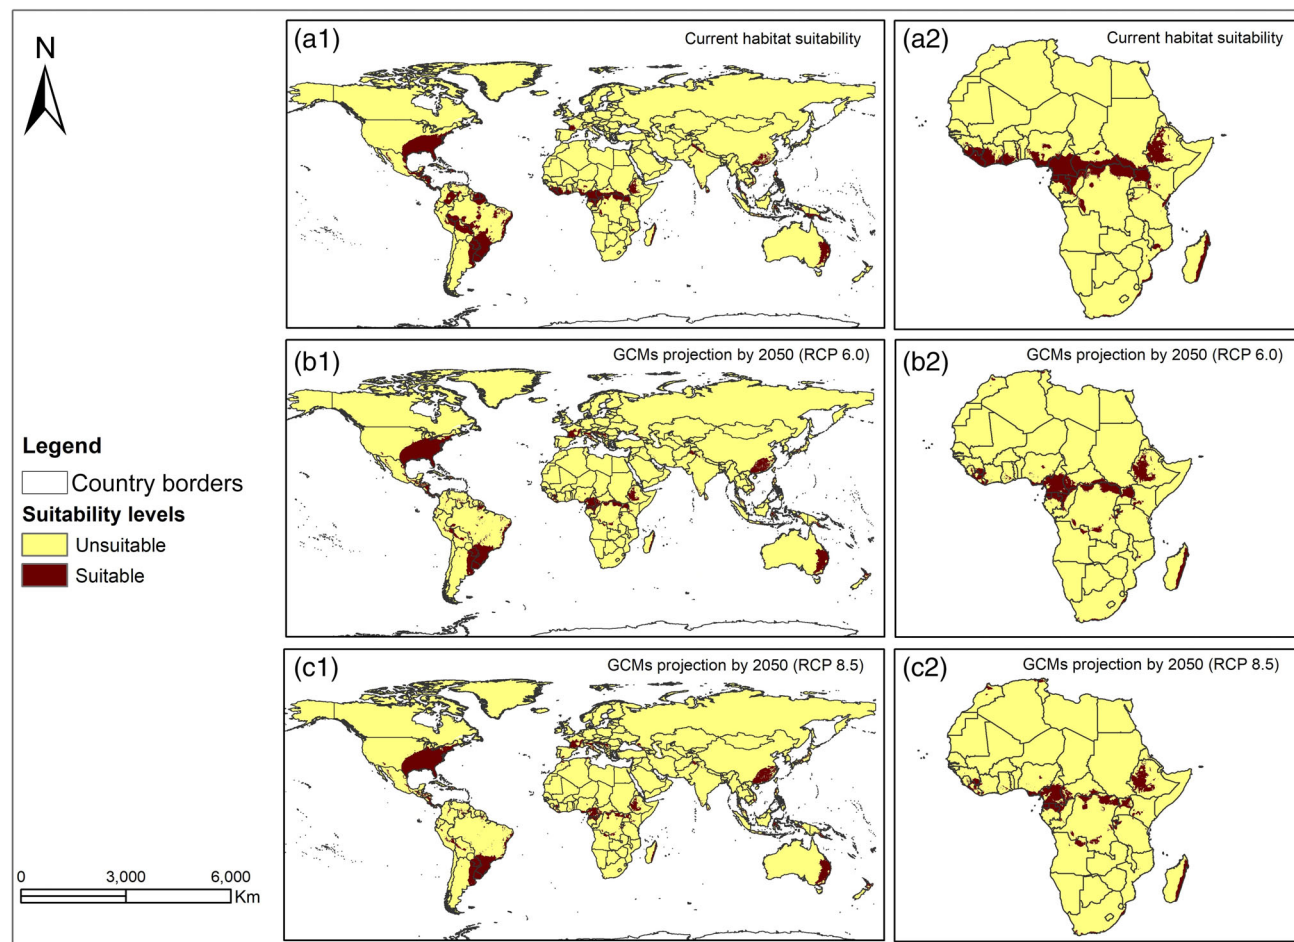 N
Legend
Country borders
Suitability levels
Unsuitable
Suitable
0 3,000 6,000
Km
(a1) Current habitat suitability
(a2) Current habitat suitability
(b1) GCMs projection by 2050 (RCP 6.0)
(b2) GCMs projection by 2050 (RCP 6.0)
(c1) GCMs projection by 2050 (RCP 8.5)
(c2) GCMs projection by 2050 (RCP 8.5)